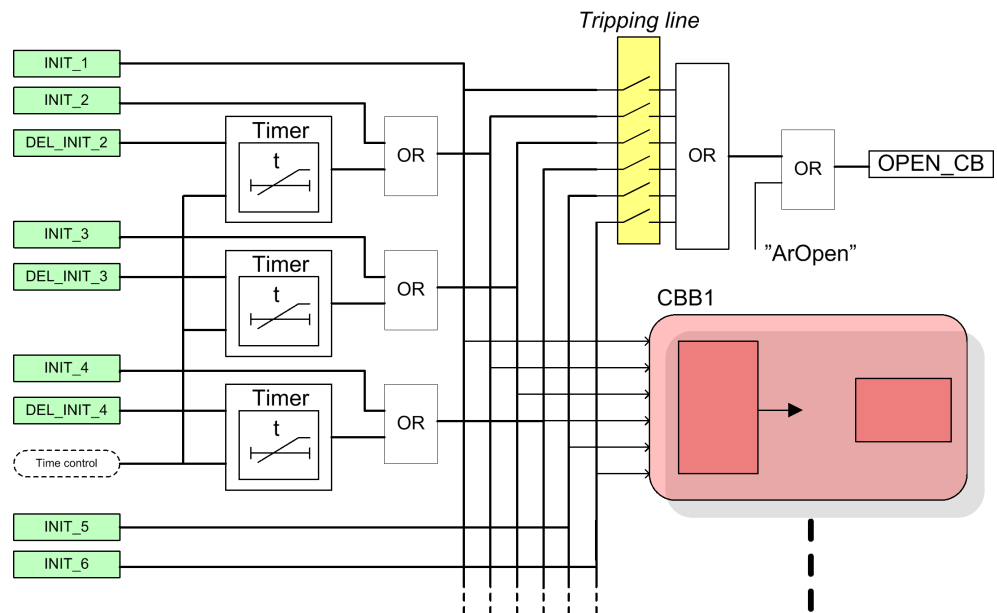 Tripping line
INIT_1
INIT_2
DEL_INIT_2
Timer
t
OR
OR
OR
OPEN_CB
”ArOpen”
INIT_3
DEL_INIT_3
Timer
t
OR
CBB1
INIT_4
DEL_INIT_4
Timer
t
OR
Time control
INIT_5
INIT_6